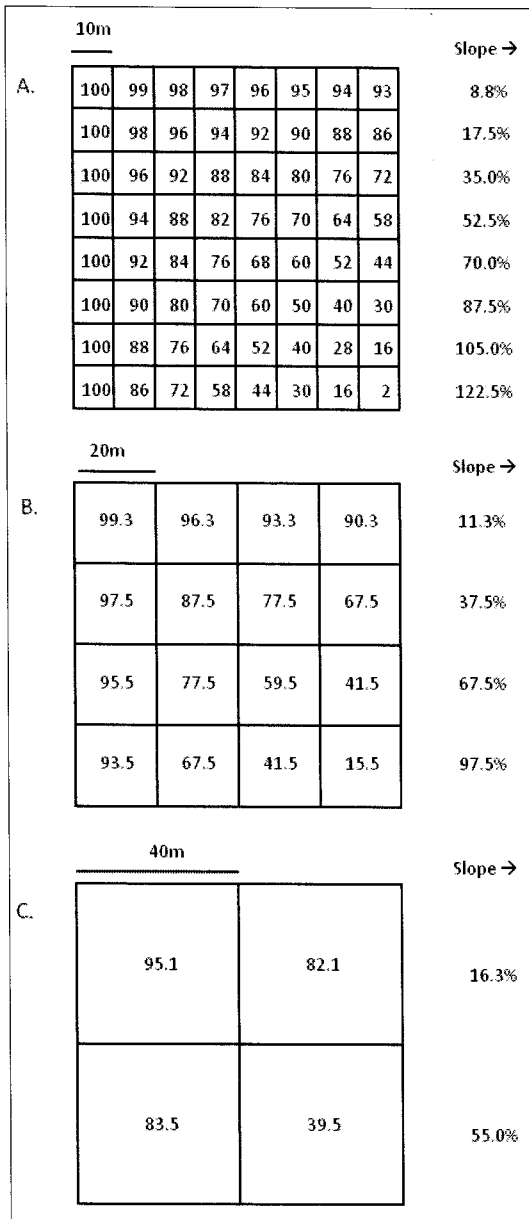 10m
Slope →
A.
100 99 98 97 96 95 94 93 8.8%
100 98 96 94 92 90 88 86 17.5%
100 96 92 88 84 80 76 72 35.0%
100 94 88 82 76 70 64 58 52.5%
100 92 84 76 68 60 52 44 70.0%
100 90 80 70 60 50 40 30 87.5%
100 88 76 64 52 40 28 16 105.0%
100 86 72 58 44 30 16 2 122.5%
20m
Slope →
B.
99.3 96.3 93.3 90.3 11.3%
97.5 87.5 77.5 67.5 37.5%
95.5 77.5 59.5 41.5 67.5%
93.5 67.5 41.5 15.5 97.5%
40m
Slope →
C.
95.1 82.1 16.3%
83.5 39.5 55.0%